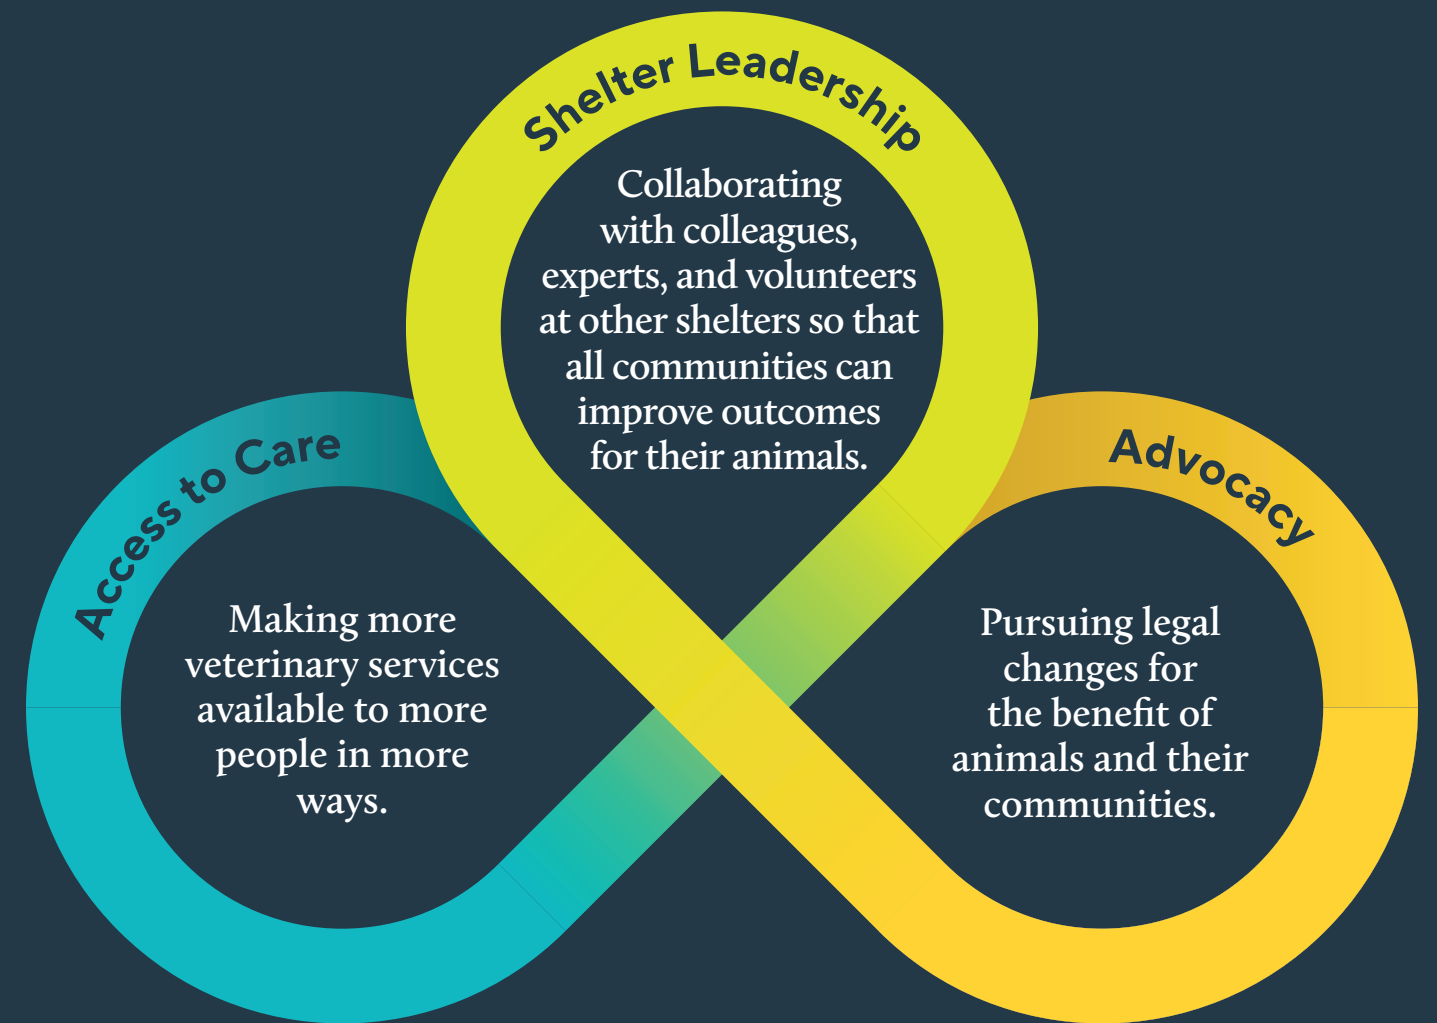 Shelter Leadership
Collaborating
with colleagues,
experts, and volunteers
at other shelters so that
all communities can
improve outcomes
for their animals.
Access to Care
Making more
veterinary services
available to more
people in more
ways.
Advocacy
Pursuing legal
changes for
the benefit of
animals and their
communities.